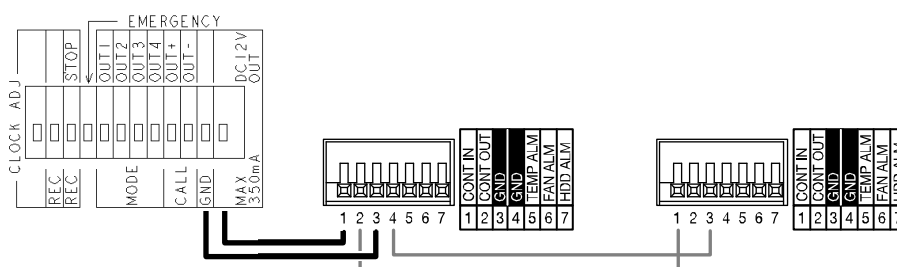 EMERGENCY
CLOCK ADJ
STOP
OUT1
OUT2
OUT3
OUT4
OUT+
OUT-
DC12V
OUT
REC
REC
MODE
CALL
GND
MAX
350mA
1 2 3 4 5 6 7
1 CONT IN
2 CONT OUT
3 GND
4 GND
5 TEMP ALM
6 FAN ALM
7 HDD ALM
1 2 3 4 5 6 7
1 CONT IN
2 CONT OUT
3 GND
4 GND
5 TEMP ALM
6 FAN ALM
7 HDD ALM